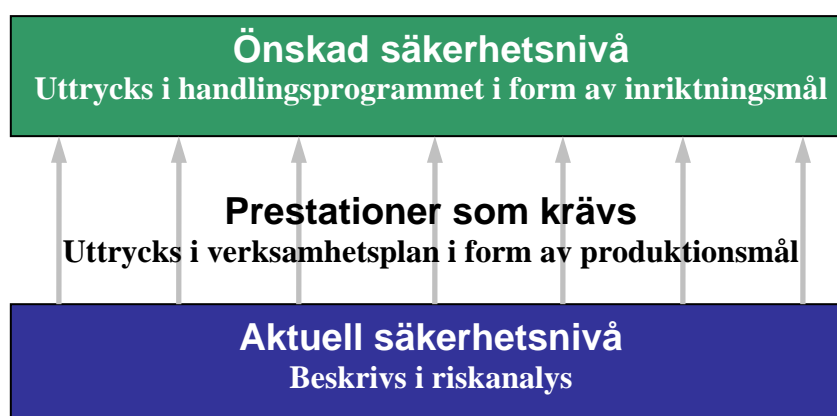 Önskad säkerhetsnivå
Uttrycks i handlingsprogrammet i form av inriktningsmål
Prestationer som krävs
Uttrycks i verksamhetsplan i form av produktionsmål
Aktuell säkerhetsnivå
Beskrivs i riskanalys